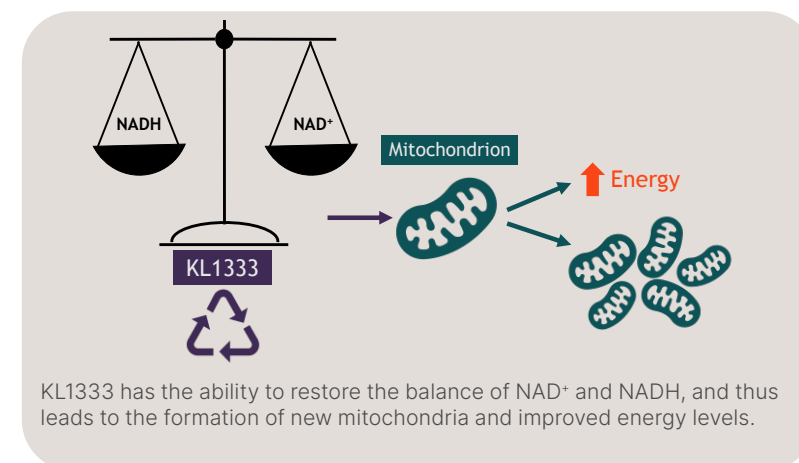 NADH
NAD⁺
Mitochondrion
Energy
KL1333
KL1333 has the ability to restore the balance of NAD⁺ and NADH, and thus
leads to the formation of new mitochondria and improved energy levels.